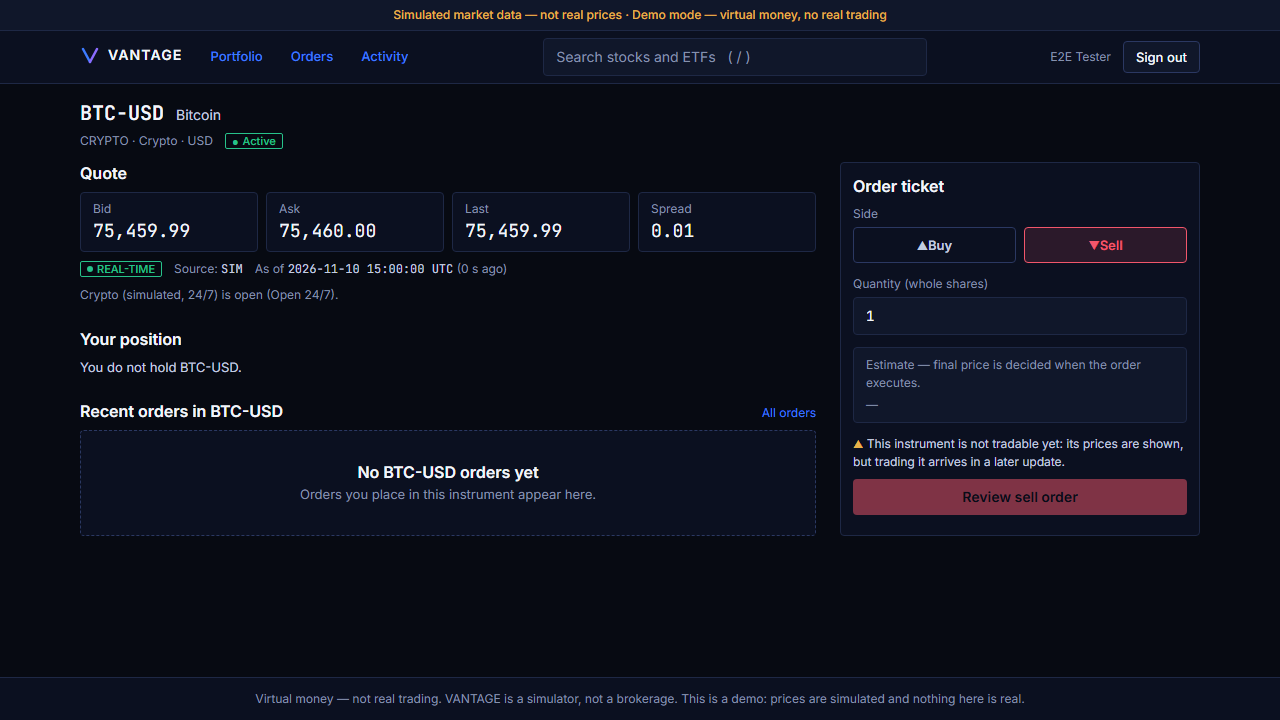 Simulated market data — not real prices · Demo mode — virtual money, no real trading
VANTAGE
Portfolio
Orders
Activity
Search stocks and ETFs ( / )
E2E Tester
Sign out
BTC-USD Bitcoin
CRYPTO · Crypto · USD
Active
Quote
Bid
75,459.99
Ask
75,460.00
Last
75,459.99
Spread
0.01
REAL-TIME Source: SIM As of 2026-11-10 15:00:00 UTC (0 s ago)
Crypto (simulated, 24/7) is open (Open 24/7).
Your position
You do not hold BTC-USD.
Recent orders in BTC-USD
All orders
No BTC-USD orders yet
Orders you place in this instrument appear here.
Order ticket
Side
▲Buy
▼Sell
Quantity (whole shares)
1
Estimate — final price is decided when the order
executes.
—
▲ This instrument is not tradable yet: its prices are shown,
but trading it arrives in a later update.
Review sell order
Virtual money — not real trading. VANTAGE is a simulator, not a brokerage. This is a demo: prices are simulated and nothing here is real.